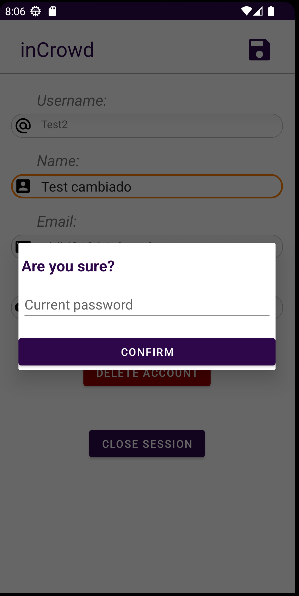 8:06
inCrowd
Username:
Test2
Name:
Test cambiado
Email:
Are you sure?
Current password
CONFIRM
DELETE ACCOUNT
CLOSE SESSION